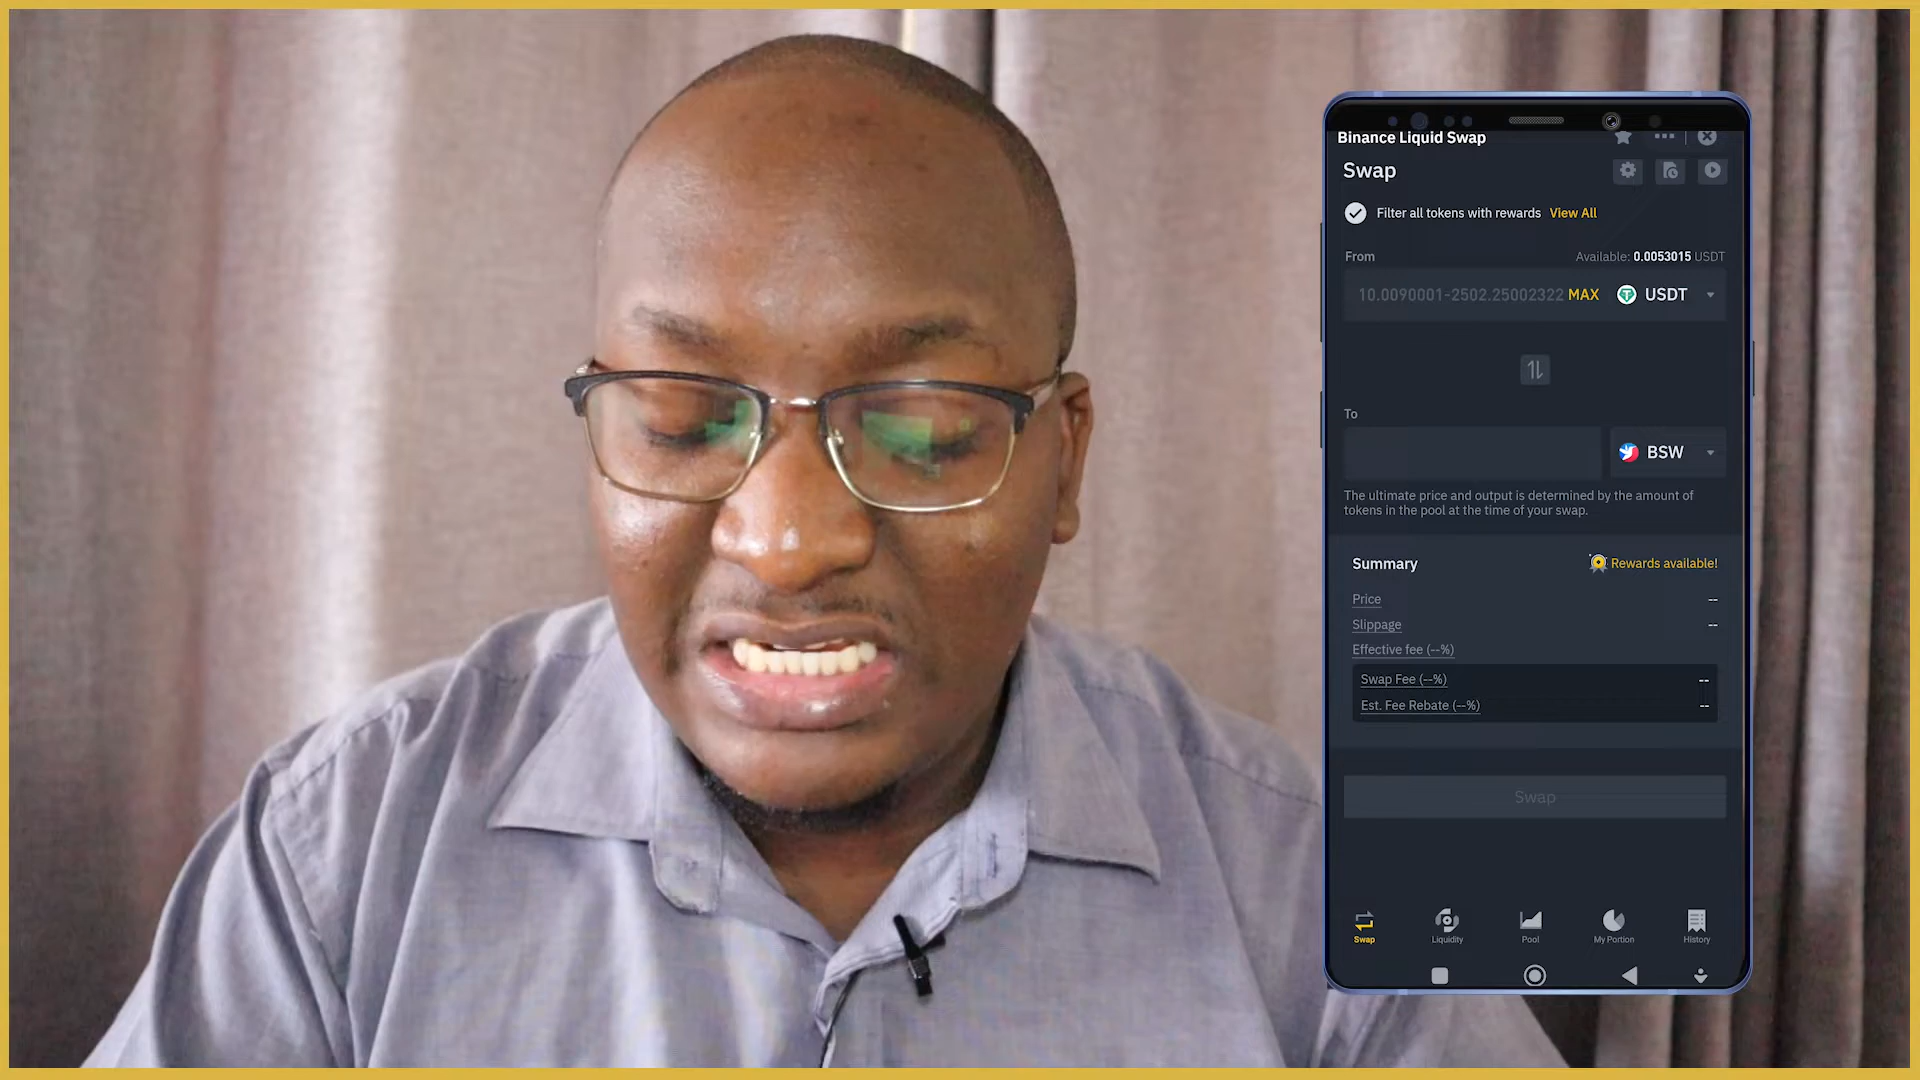 Binance Liquid Swap
Swap
Filter all tokens with rewards View All
From
Available: 0.0053015 USDT
10.0090001-2502.25002322 MAX USDT
To
BSW
The ultimate price and output is determined by the amount of
tokens in the pool at the time of your swap.
Summary
Rewards available!
Price --
Slippage --
Effective fee (--%)
Swap Fee (--%) --
Est. Fee Rebate (--%) --
Swap
Swap
Liquidity
Pool
My Portion
History